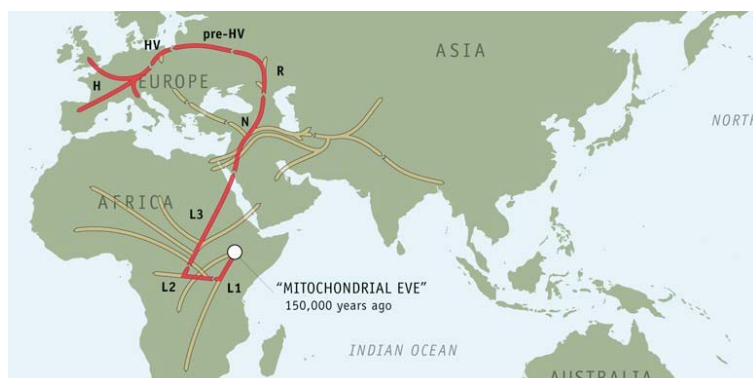 HV
pre-HV
ASIA
H
EUROPE
R
N
NORTH
AFRICA
L3
L2
L1
"MITOCHONDRIAL EVE"
150,000 years ago
INDIAN OCEAN
AUSTRALIA